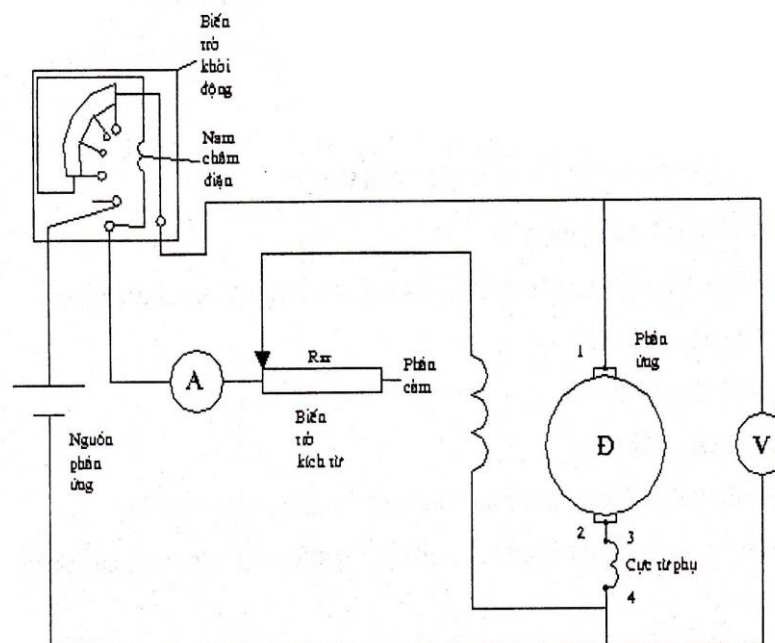 Biến
trở
khởi
động
Nam
châm
điện
A
Nguồn
phần
ứng
Biến
trở
kích từ
Phần
cảm
1
Phần
ứng
Đ
V
2
3
Cực từ phụ
4